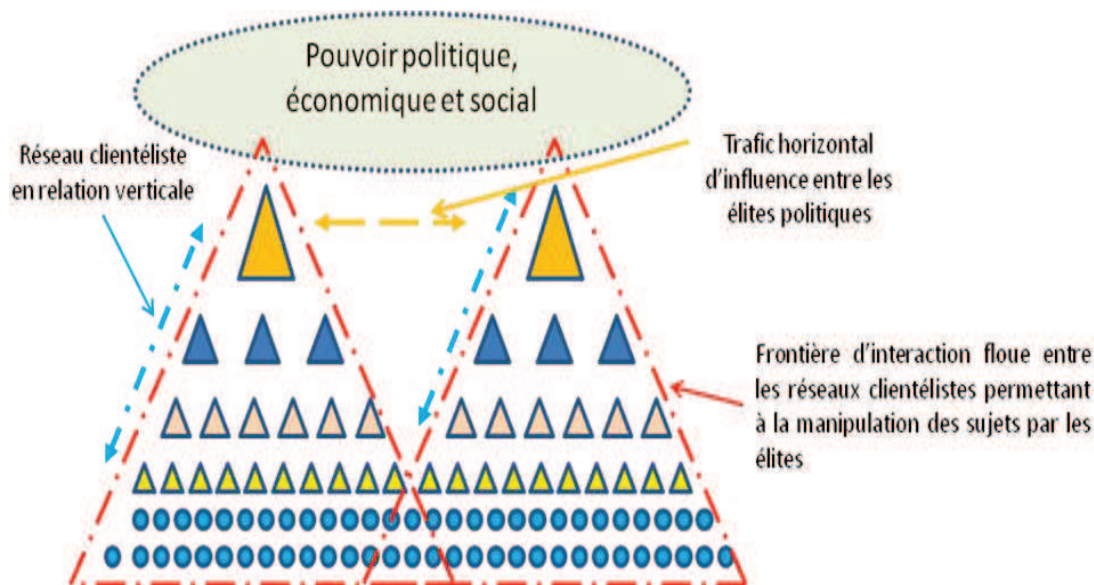 Pouvoir politique,
économique et social
Réseau clientéliste
en relation verticale
Trafic horizontal
d'influence entre les
élites politiques
Frontière d'interaction floue entre
les réseaux clientélistes permettant
à la manipulation des sujets par les
élites